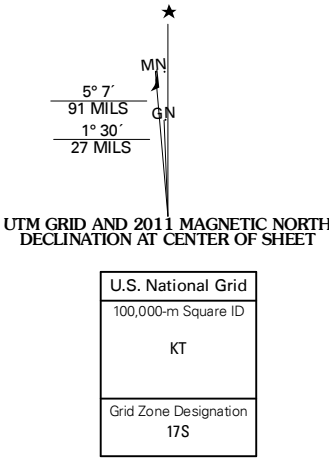 ★
MN
5° 7´
91 MILS
GN
1° 30´
27 MILS
UTM GRID AND 2011 MAGNETIC NORTH
DECLINATION AT CENTER OF SHEET
U.S. National Grid
100,000-m Square ID
KT
Grid Zone Designation
17S